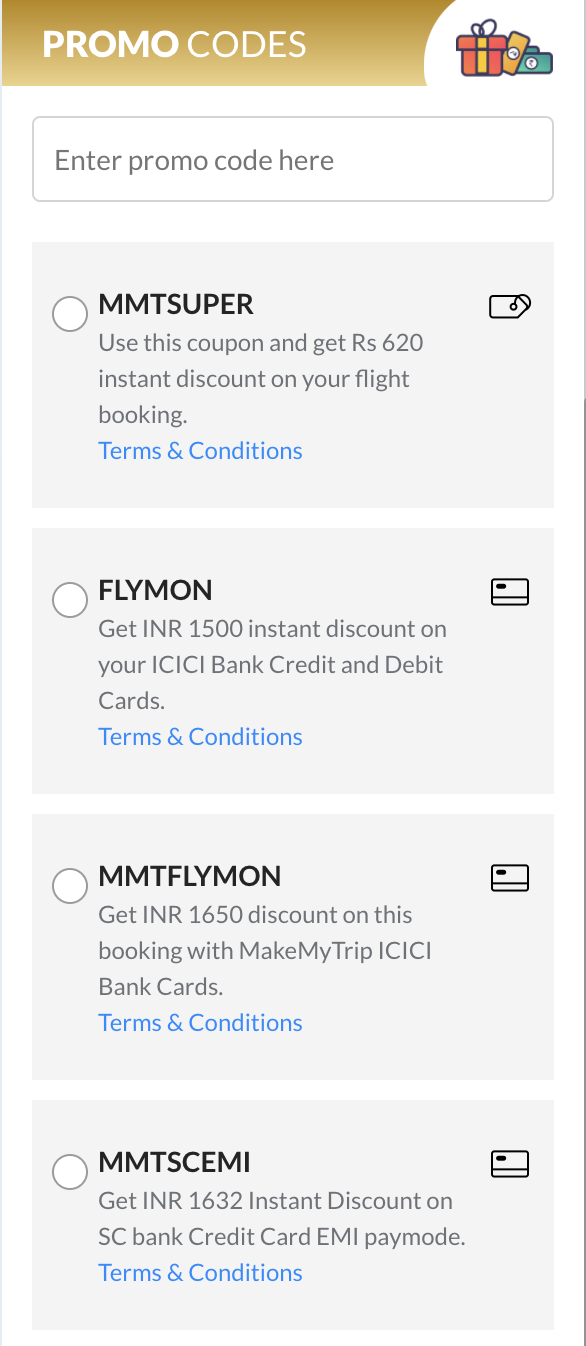 PROMO CODES
Enter promo code here
MMTSUPER
Use this coupon and get Rs 620
instant discount on your flight
booking.
Terms & Conditions
FLYMON
Get INR 1500 instant discount on
your ICICI Bank Credit and Debit
Cards.
Terms & Conditions
MMTFLYMON
Get INR 1650 discount on this
booking with MakeMyTrip ICICI
Bank Cards.
Terms & Conditions
MMTSCEMI
Get INR 1632 Instant Discount on
SC bank Credit Card EMI paymode.
Terms & Conditions